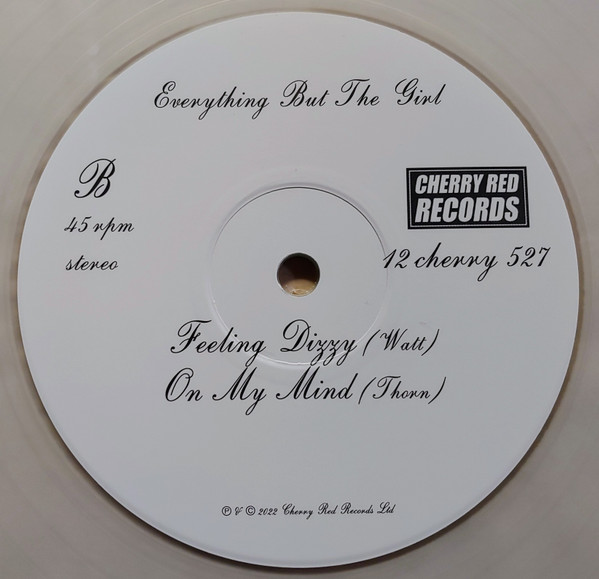 Everything But The Girl
B
45 rpm
stereo
CHERRY RED
RECORDS
12 cherry 527
Feeling Dizzy (Watt)
On My Mind (Thorn)
℗ & © 2022 Cherry Red Records Ltd